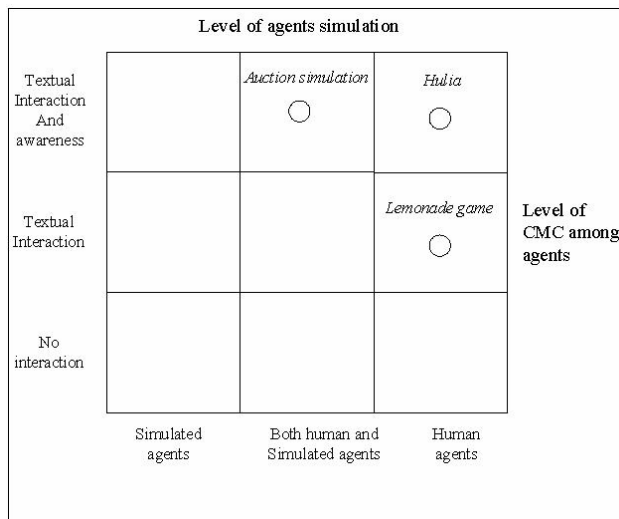 Level of agents simulation
Textual
Interaction
And
awareness
Auction simulation
Hulia
Textual
Interaction
Lemonade game
Level of
CMC among
agents
No
interaction
Simulated
agents
Both human and
Simulated agents
Human
agents